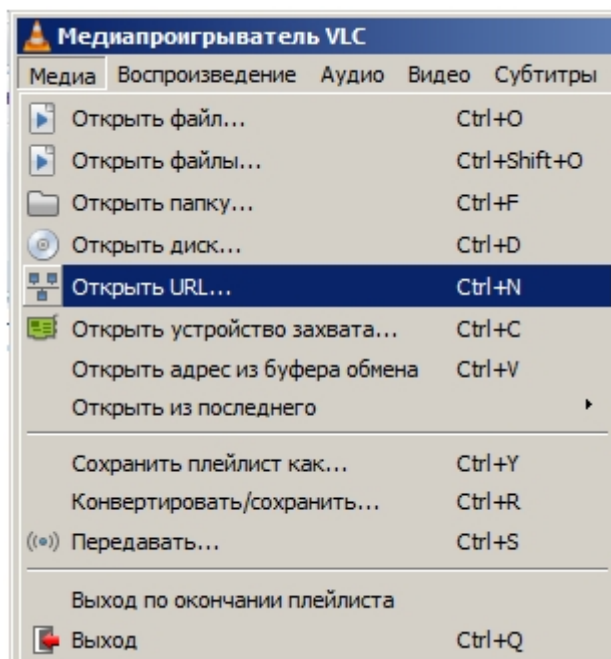 Медиапроигрыватель VLC
Медиа Воспроизведение Аудио Видео Субтитры
Открыть файл... Ctrl+O
Открыть файлы... Ctrl+Shift+O
Открыть папку... Ctrl+F
Открыть диск... Ctrl+D
Открыть URL... Ctrl+N
Открыть устройство захвата... Ctrl+C
Открыть адрес из буфера обмена Ctrl+V
Открыть из последнего
Сохранить плейлист как... Ctrl+Y
Конвертировать/сохранить... Ctrl+R
Передавать... Ctrl+S
Выход по окончании плейлиста
Выход Ctrl+Q